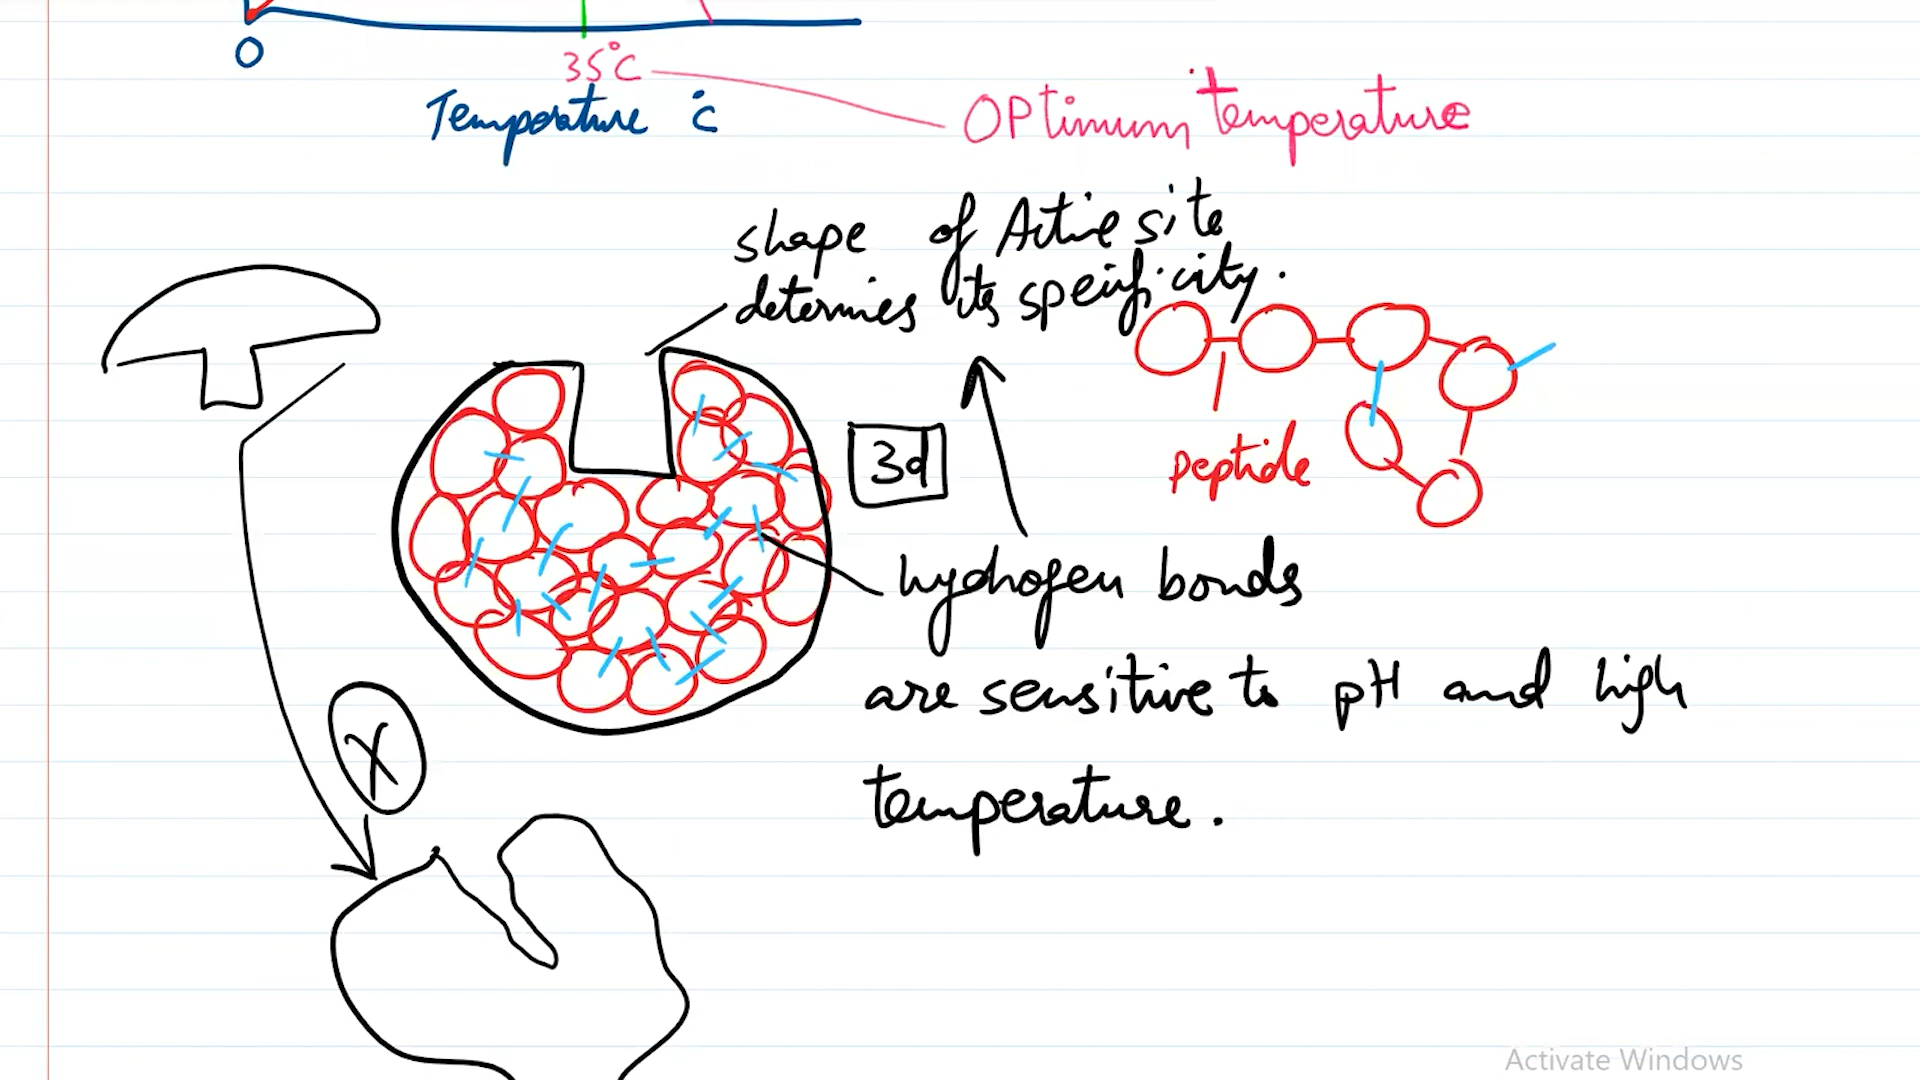 0
35°C
Temperature °C
Optimum temperature
shape of Active site
determines its specificity.
3d
peptide
hydrogen bonds
are sensitive to pH and high
temperature.
X
Activate Windows